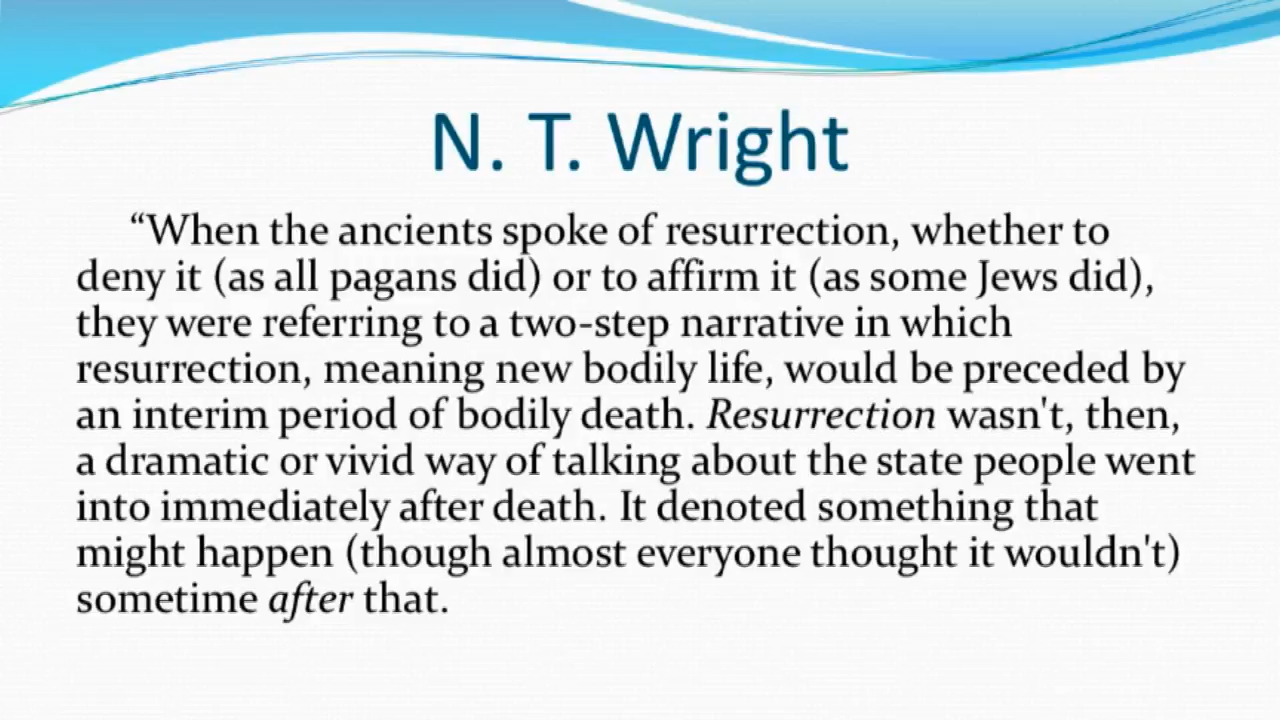 N. T. Wright
“When the ancients spoke of resurrection, whether to
deny it (as all pagans did) or to affirm it (as some Jews did),
they were referring to a two-step narrative in which
resurrection, meaning new bodily life, would be preceded by
an interim period of bodily death. Resurrection wasn't, then,
a dramatic or vivid way of talking about the state people went
into immediately after death. It denoted something that
might happen (though almost everyone thought it wouldn't)
sometime after that.